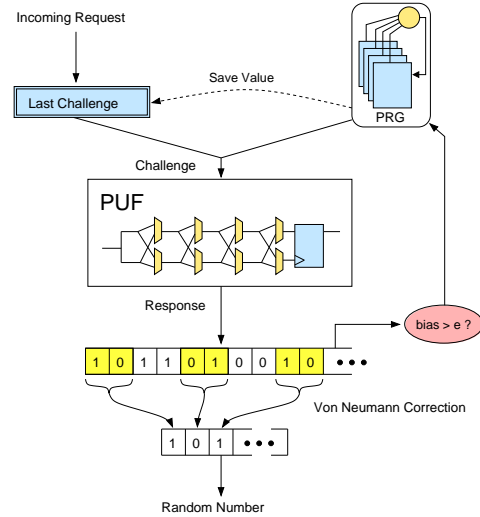 Incoming Request
Save Value
Last Challenge
PRG
Challenge
PUF
Response
bias > e ?
1 0 1 1 0 1 0 0 1 0 •••
Von Neumann Correction
1 0 1 •••
Random Number